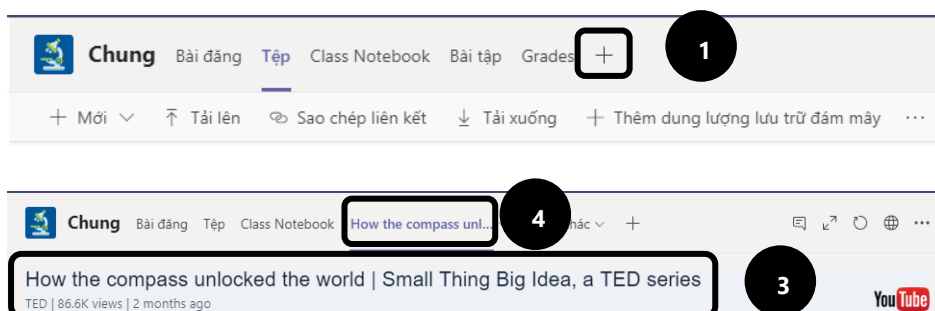 Chung Bài đăng Tệp Class Notebook Bài tập Grades + 1
+ Mới Tải lên Sao chép liên kết Tải xuống + Thêm dung lượng lưu trữ đám mây ...
Chung Bài đăng Tệp Class Notebook How the compass unl... 4 + ...
How the compass unlocked the world | Small Thing Big Idea, a TED series 3
TED | 86.6K views | 2 months ago YouTube